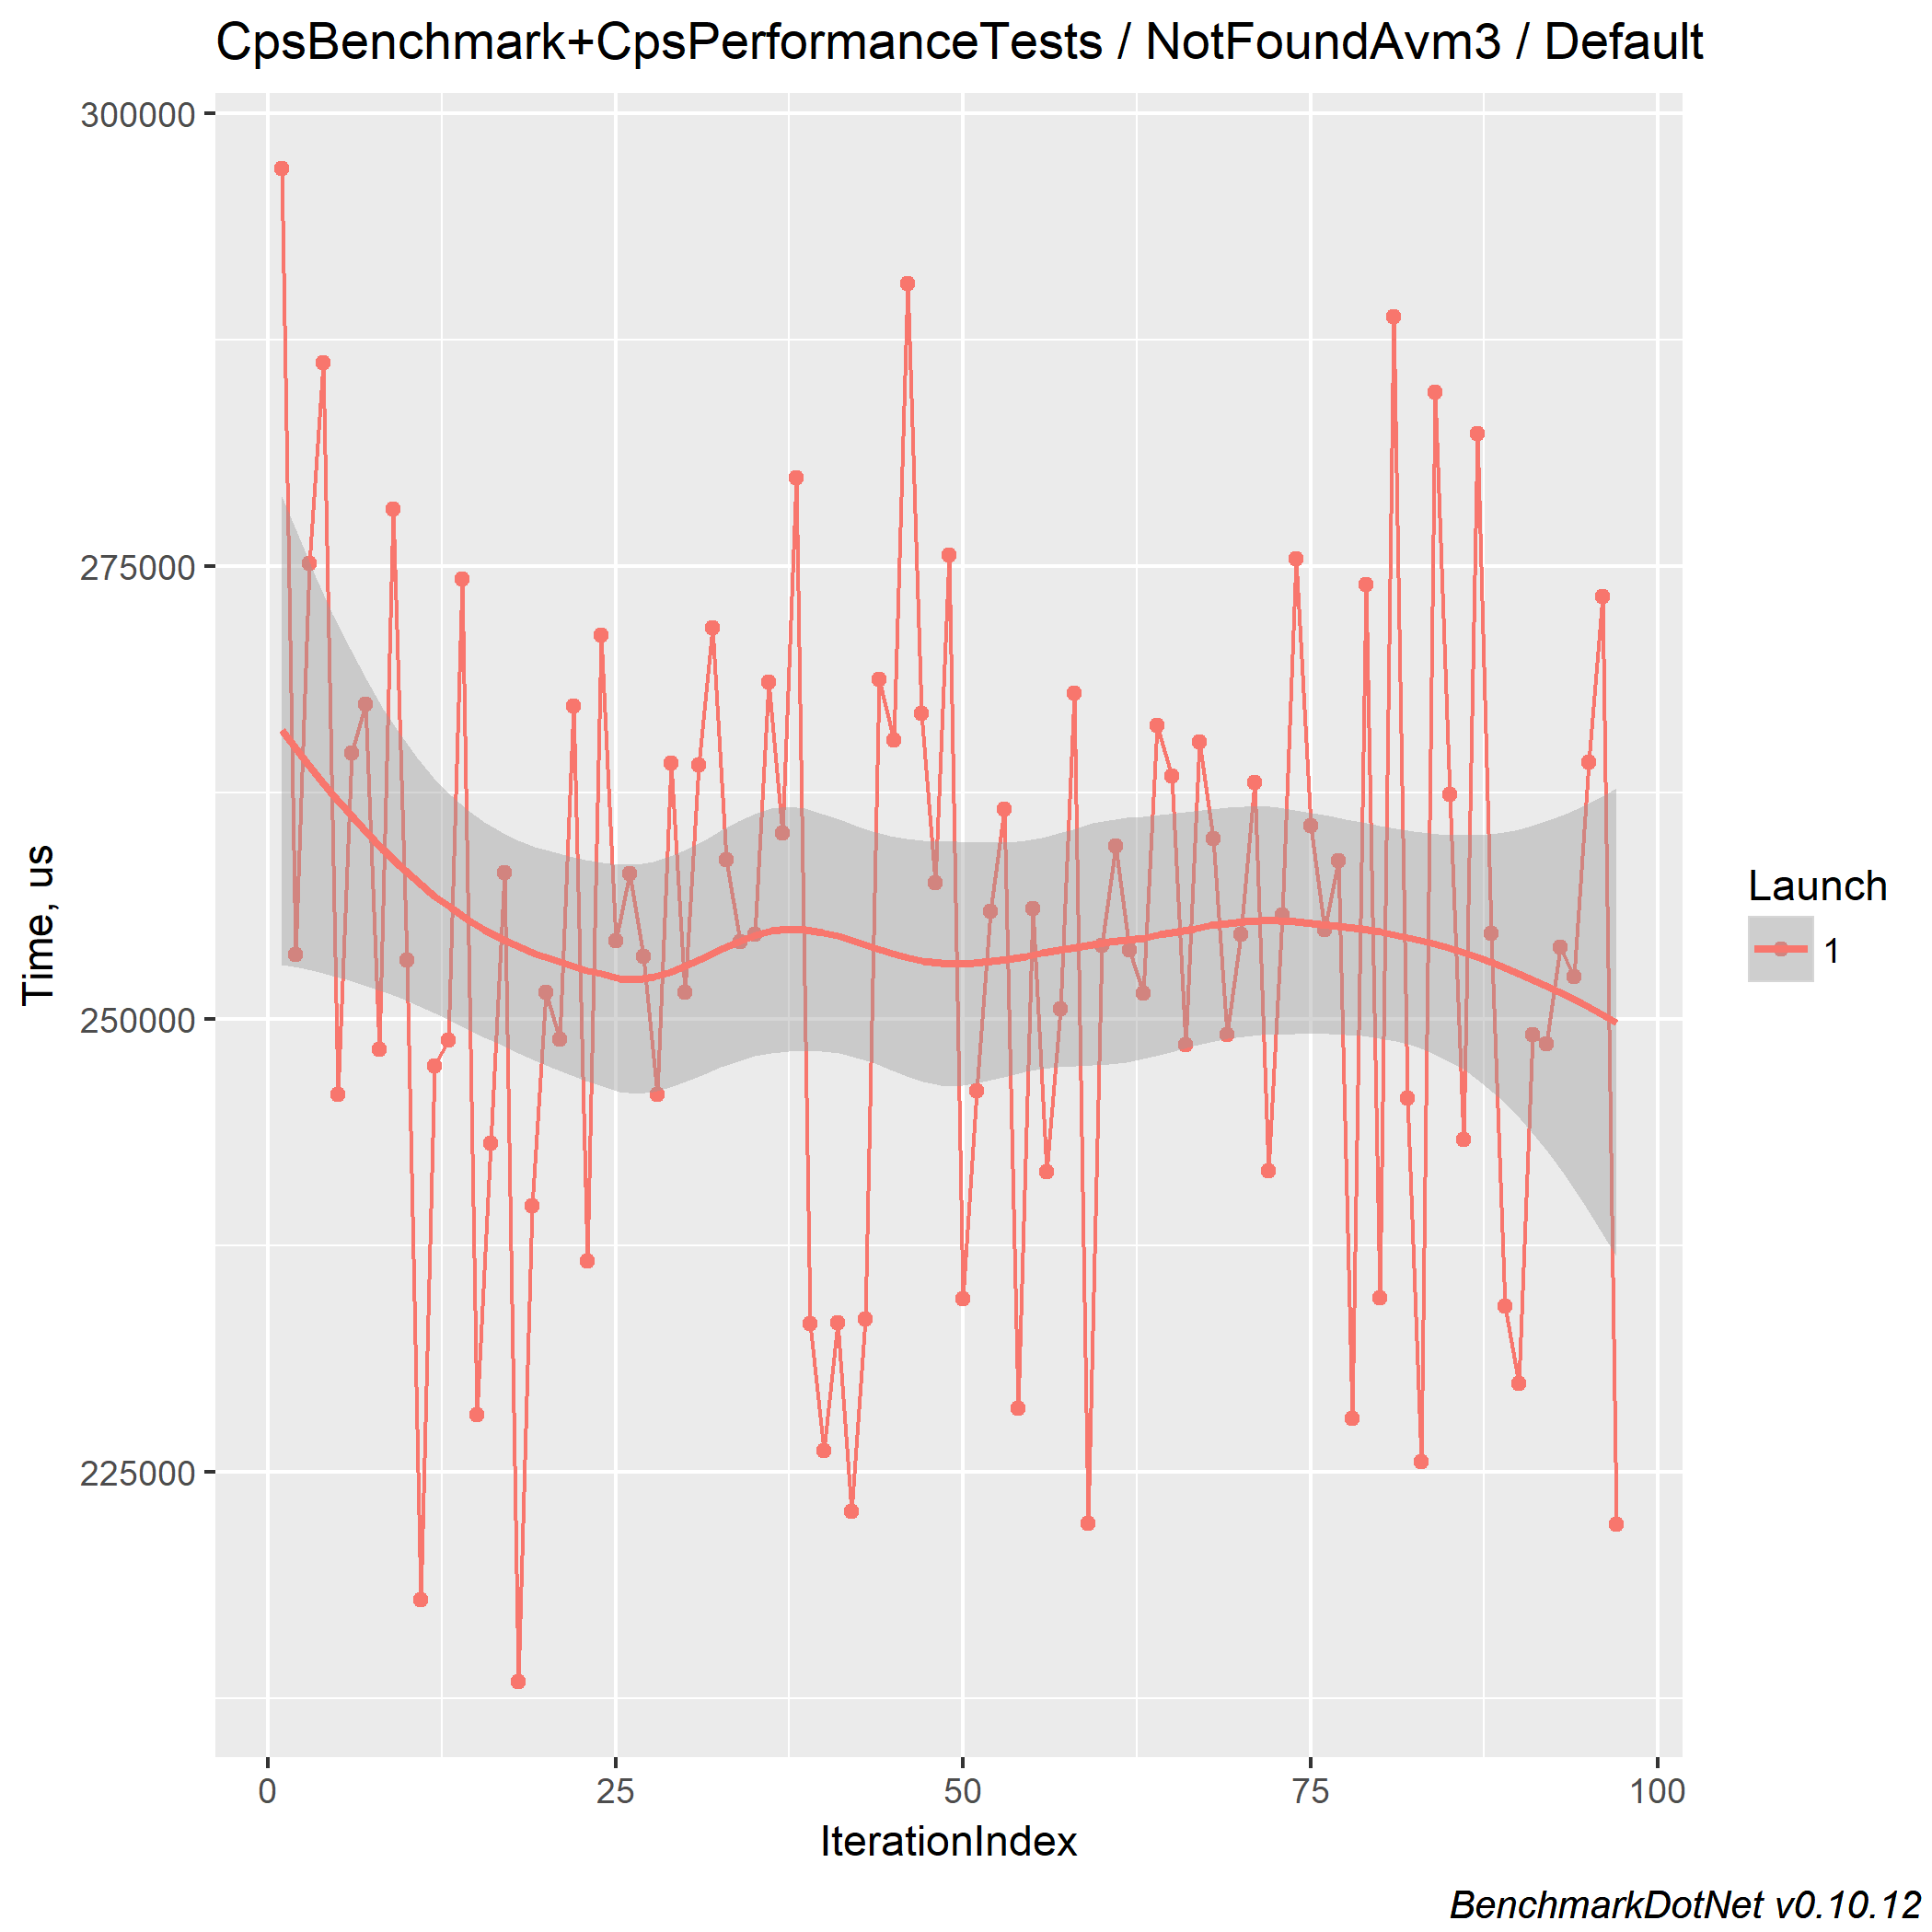 CpsBenchmark+CpsPerformanceTests / NotFoundAvm3 / Default
300000
275000
250000
225000
Time, us
0 25 50 75 100
IterationIndex
Launch
1
BenchmarkDotNet v0.10.12